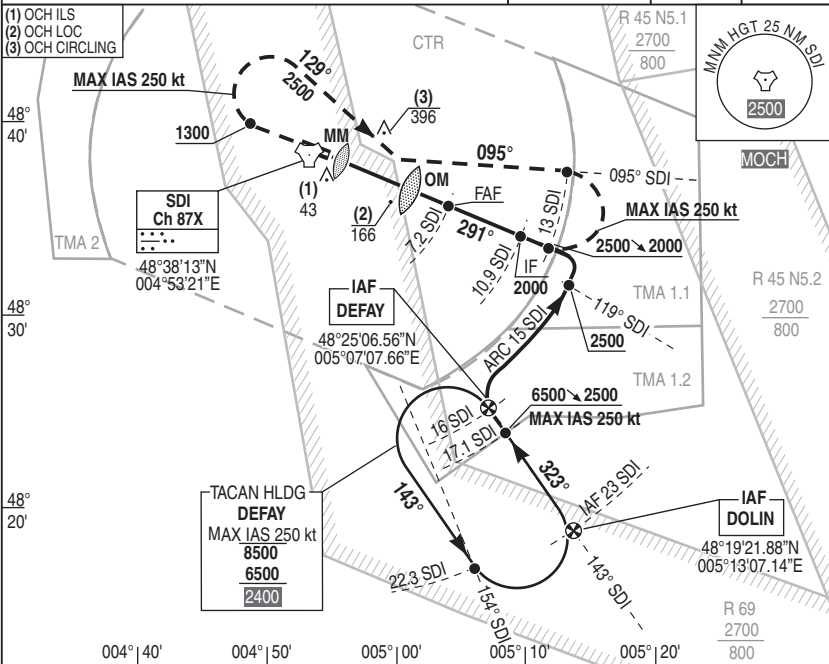 (1) OCH ILS
(2) OCH LOC
(3) OCH CIRCLING
CTR
R 45 N5.1
2700
800
MNM HGT 25 NM SDI
2500
MOCH
MAX IAS 250 kt
129°
2500
48°
40'
1300
MM
(3)
396
095°
095° SDI
(1)
43
OM
(2)
166
FAF
7.2 SDI
291°
13 SDI
MAX IAS 250 kt
10.9 SDI
IF
2000
2500↘2000
SDI
Ch 87X
48°38'13"N
004°53'21"E
TMA 2
IAF
DEFAY
48°25'06.56"N
005°07'07.66"E
TMA 1.1
R 45 N5.2
2700
800
48°
30'
119° SDI
ARC 15 SDI
2500
TMA 1.2
6500↘2500
MAX IAS 250 kt
16 SDI
17.1 SDI
323°
143°
IAF 23 SDI
IAF
DOLIN
48°19'21.88"N
005°13'07.14"E
TACAN HLDG
DEFAY
MAX IAS 250 kt
8500
6500
2400
48°
20'
22.3 SDI
154° SDI
143° SDI
R 69
2700
800
004° 40'
004° 50'
005° 00'
005° 10'
005° 20'